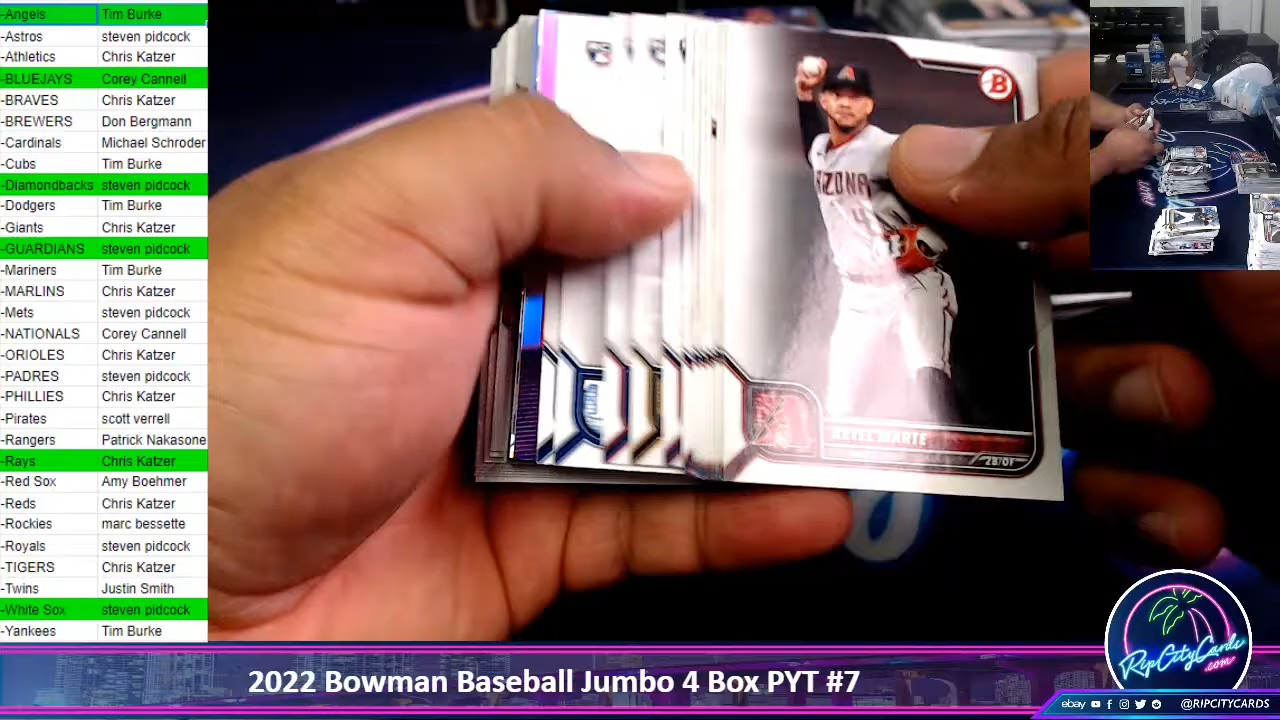 -Angels Tim Burke
-Astros steven pidcock
-Athletics Chris Katzer
-BLUEJAYS Corey Cannell
-BRAVES Chris Katzer
-BREWERS Don Bergmann
-Cardinals Michael Schroder
-Cubs Tim Burke
-Diamondbacks steven pidcock
-Dodgers Tim Burke
-Giants Chris Katzer
-GUARDIANS steven pidcock
-Mariners Tim Burke
-MARLINS Chris Katzer
-Mets steven pidcock
-NATIONALS Corey Cannell
-ORIOLES Chris Katzer
-PADRES steven pidcock
-PHILLIES Chris Katzer
-Pirates scott verrell
-Rangers Patrick Nakasone
-Rays Chris Katzer
-Red Sox Amy Boehmer
-Reds Chris Katzer
-Rockies marc bessette
-Royals steven pidcock
-TIGERS Chris Katzer
-Twins Justin Smith
-White Sox steven pidcock
-Yankees Tim Burke
B
A
KETEL MARTE
2B/OF
RipCityCards
.com
2022 Bowman Baseball Jumbo 4 Box PYT #7
ebay @RIPCITYCARDS